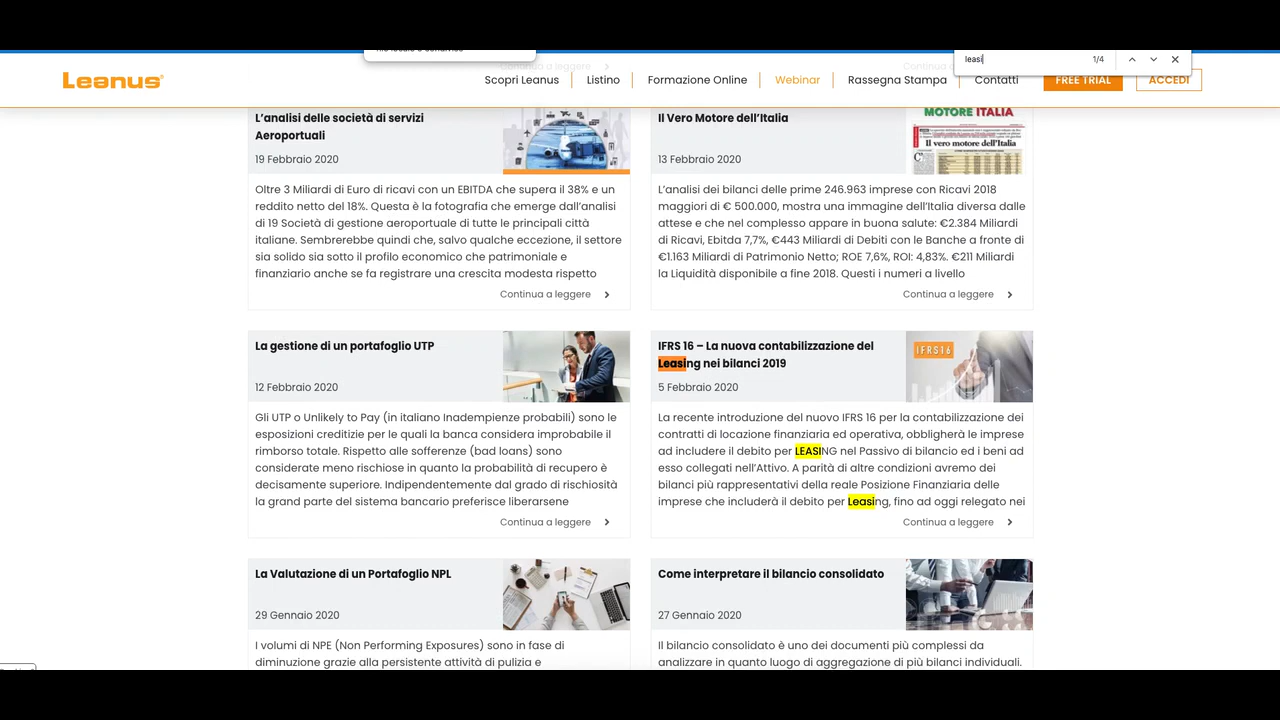 leasi
1/4
Continua a leggere
Leanus®
Scopri Leanus
Listino
Formazione Online
Webinar
Rassegna Stampa
Contatti
FREE TRIAL
ACCEDI
L’analisi delle società di servizi
Aeroportuali
19 Febbraio 2020
Oltre 3 Miliardi di Euro di ricavi con un EBITDA che supera il 38% e un
reddito netto del 18%. Questa è la fotografia che emerge dall’analisi
di 19 Società di gestione aeroportuale di tutte le principali città
italiane. Sembrerebbe quindi che, salvo qualche eccezione, il settore
sia solido sia sotto il profilo economico che patrimoniale e
finanziario anche se fa registrare una crescita modesta rispetto
Continua a leggere
Il Vero Motore dell’Italia
13 Febbraio 2020
MOTORE ITALIA
Il vero motore dell’Italia
L’analisi dei bilanci delle prime 246.963 imprese con Ricavi 2018
maggiori di € 500.000, mostra una immagine dell’Italia diversa dalle
attese e che nel complesso appare in buona salute: €2.384 Miliardi
di Ricavi, Ebitda 7,7%, €443 Miliardi di Debiti con le Banche a fronte di
€1.163 Miliardi di Patrimonio Netto; ROE 7,6%, ROI: 4,83%. €211 Miliardi
la Liquidità disponibile a fine 2018. Questi i numeri a livello
Continua a leggere
La gestione di un portafoglio UTP
12 Febbraio 2020
Gli UTP o Unlikely to Pay (in italiano Inadempienze probabili) sono le
esposizioni creditizie per le quali la banca considera improbabile il
rimborso totale. Rispetto alle sofferenze (bad loans) sono
considerate meno rischiose in quanto la probabilità di recupero è
decisamente superiore. Indipendentemente dal grado di rischiosità
la grand parte del sistema bancario preferisce liberarsene
Continua a leggere
IFRS 16 – La nuova contabilizzazione del
Leasing nei bilanci 2019
5 Febbraio 2020
IFRS16
La recente introduzione del nuovo IFRS 16 per la contabilizzazione dei
contratti di locazione finanziaria ed operativa, obbligherà le imprese
ad includere il debito per LEASING nel Passivo di bilancio ed i beni ad
esso collegati nell’Attivo. A parità di altre condizioni avremo dei
bilanci più rappresentativi della reale Posizione Finanziaria delle
imprese che includerà il debito per Leasing, fino ad oggi relegato nei
Continua a leggere
La Valutazione di un Portafoglio NPL
29 Gennaio 2020
I volumi di NPE (Non Performing Exposures) sono in fase di
diminuzione grazie alla persistente attività di pulizia e
Come interpretare il bilancio consolidato
27 Gennaio 2020
Il bilancio consolidato è uno dei documenti più complessi da
analizzare in quanto luogo di aggregazione di più bilanci individuali.